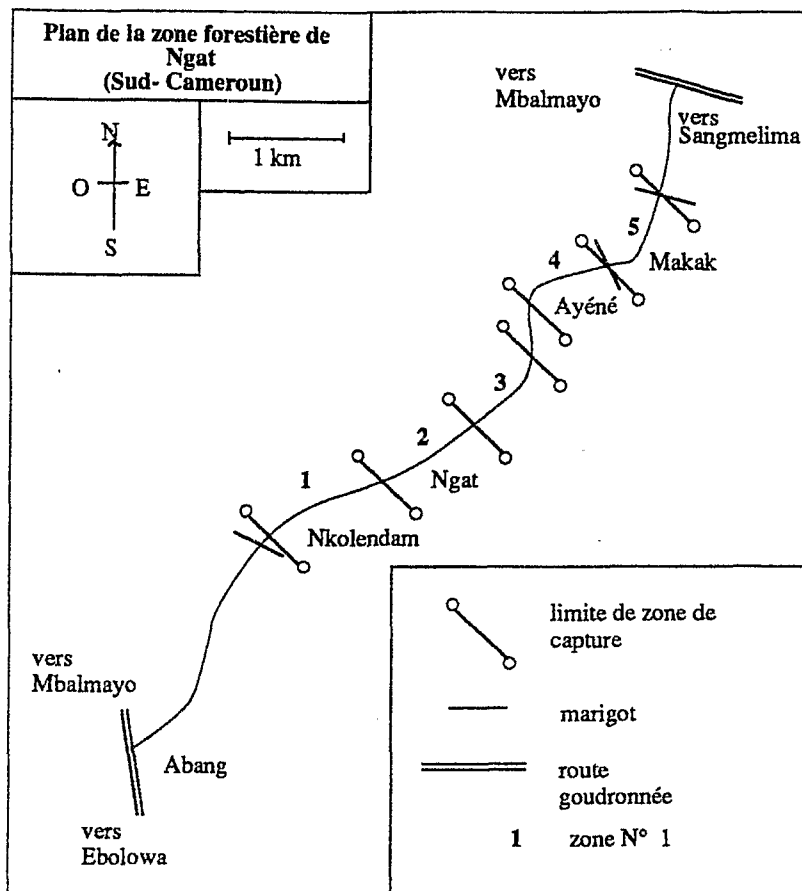 Plan de la zone forestière de
Ngat
(Sud- Cameroun)
N
O E
S
1 km
vers
Mbalmayo
vers
Sangmelima
5
Makak
4
Ayéné
3
2
Ngat
1
Nkolendam
vers
Mbalmayo
Abang
vers
Ebolowa
limite de zone de
capture
marigot
route
goudronnée
1 zone N° 1